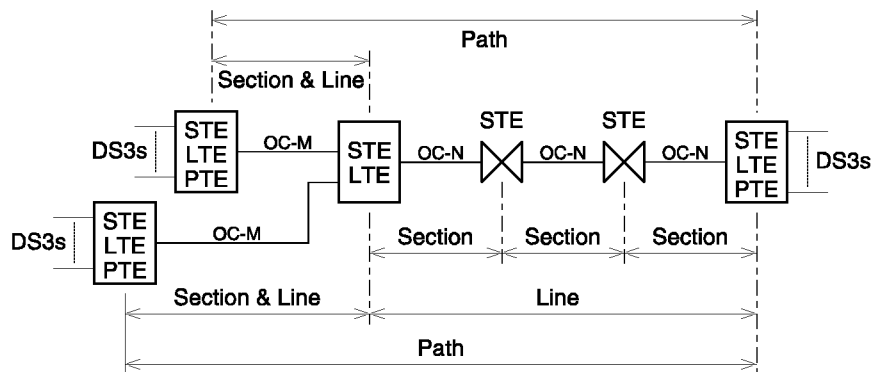 Path
Section & Line
STE STE
STE
LTE
PTE
DS3s
OC-M
STE
LTE
OC-N
OC-N
OC-N
STE
LTE
PTE
DS3s
STE
LTE
PTE
DS3s
OC-M
Section Section Section
Section & Line
Line
Path